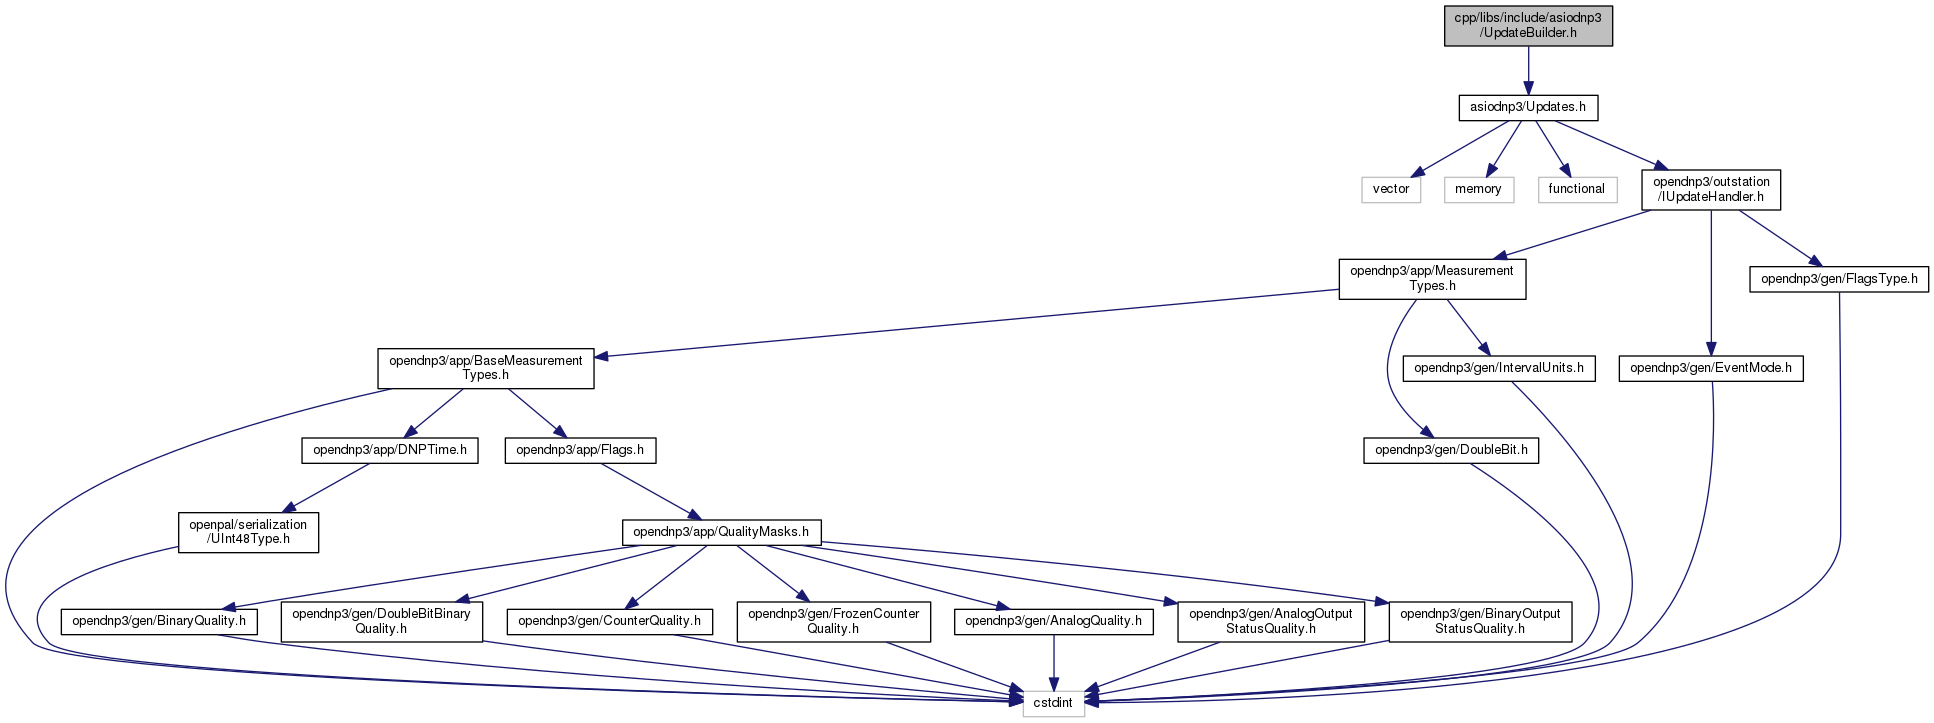 cpp/libs/include/asiodnp3
/UpdateBuilder.h
asiodnp3/Updates.h
vector
memory
functional
opendnp3/outstation
/IUpdateHandler.h
opendnp3/app/Measurement
Types.h
opendnp3/gen/FlagsType.h
opendnp3/app/BaseMeasurement
Types.h
opendnp3/gen/IntervalUnits.h
opendnp3/gen/EventMode.h
opendnp3/app/DNPTime.h
opendnp3/app/Flags.h
opendnp3/gen/DoubleBit.h
openpal/serialization
/UInt48Type.h
opendnp3/app/QualityMasks.h
opendnp3/gen/BinaryQuality.h
opendnp3/gen/DoubleBitBinary
Quality.h
opendnp3/gen/CounterQuality.h
opendnp3/gen/FrozenCounter
Quality.h
opendnp3/gen/AnalogQuality.h
opendnp3/gen/AnalogOutput
StatusQuality.h
opendnp3/gen/BinaryOutput
StatusQuality.h
cstdint